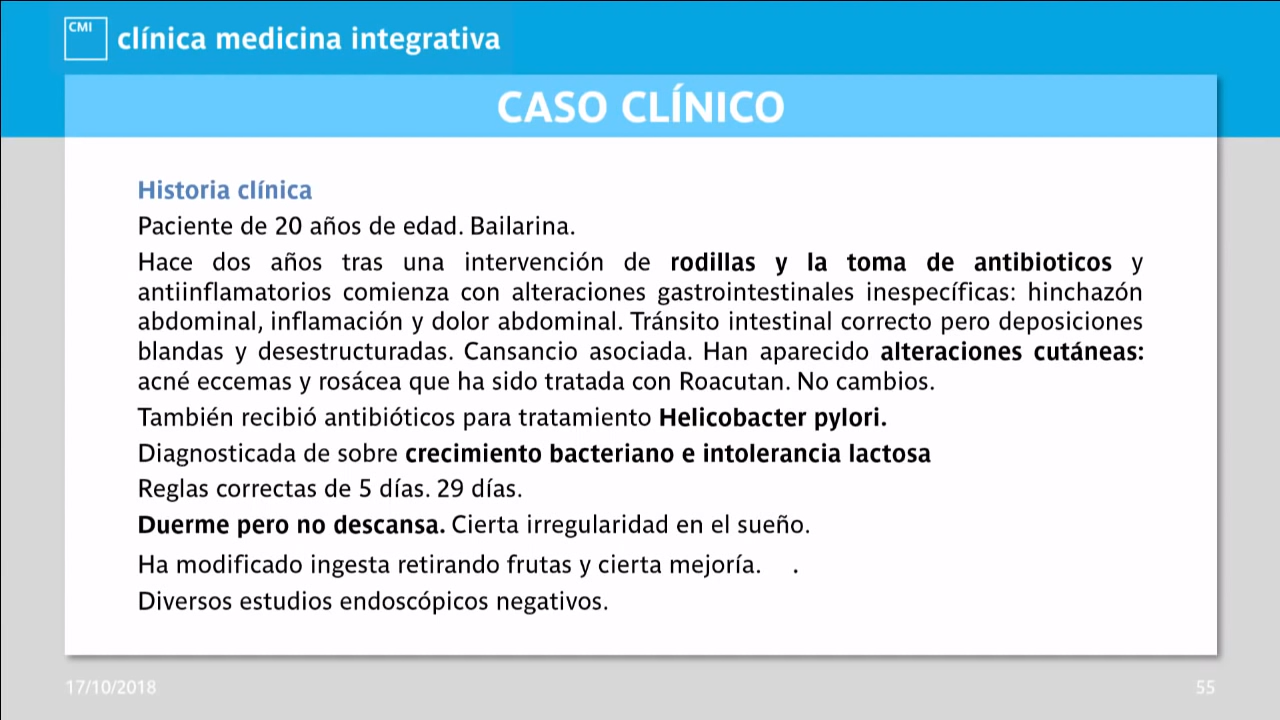 CMI
clínica medicina integrativa
CASO CLÍNICO
Historia clínica
Paciente de 20 años de edad. Bailarina.
Hace dos años tras una intervención de rodillas y la toma de antibioticos y
antiinflamatorios comienza con alteraciones gastrointestinales inespecíficas: hinchazón
abdominal, inflamación y dolor abdominal. Tránsito intestinal correcto pero deposiciones
blandas y desestructuradas. Cansancio asociada. Han aparecido alteraciones cutáneas:
acné eccemas y rosácea que ha sido tratada con Roacutan. No cambios.
También recibió antibióticos para tratamiento Helicobacter pylori.
Diagnosticada de sobre crecimiento bacteriano e intolerancia lactosa
Reglas correctas de 5 días. 29 días.
Duerme pero no descansa. Cierta irregularidad en el sueño.
Ha modificado ingesta retirando frutas y cierta mejoría. .
Diversos estudios endoscópicos negativos.
17/10/2018
55